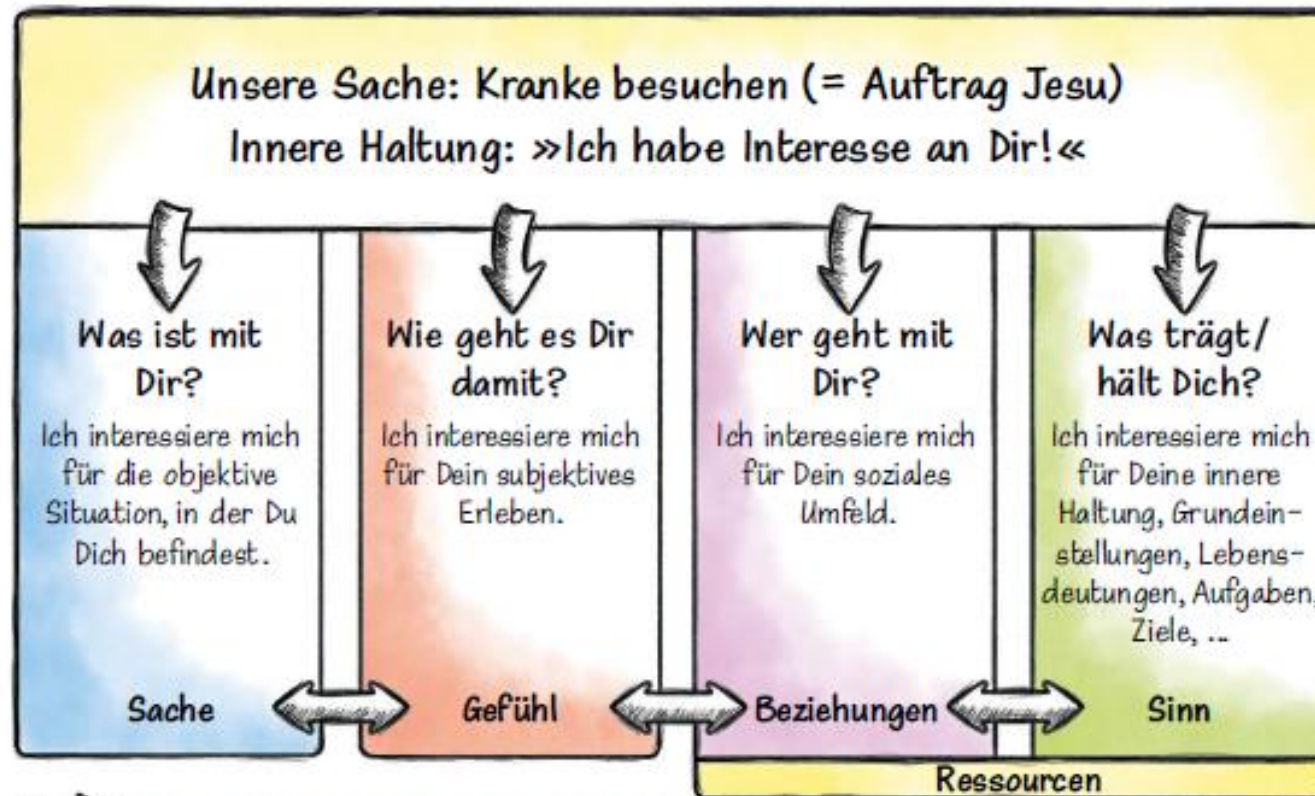 Unsere Sache: Kranke besuchen (= Auftrag Jesu)
Innere Haltung: »Ich habe Interesse an Dir!«
Was ist mit
Dir?
Ich interessiere mich
für die objektive
Situation, in der Du
Dich befindest.
Sache
Wie geht es Dir
damit?
Ich interessiere mich
für Dein subjektives
Erleben.
Gefühl
Wer geht mit
Dir?
Ich interessiere mich
für Dein soziales
Umfeld.
Beziehungen
Was trägt/
hält Dich?
Ich interessiere mich
für Deine innere
Haltung, Grundein-
stellungen, Lebens-
deutungen, Aufgaben,
Ziele, ...
Sinn
Ressourcen